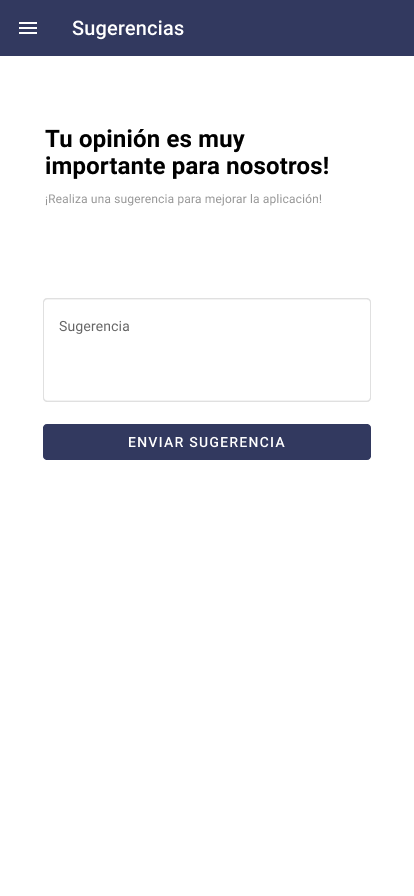 Sugerencias
Tu opinión es muy
importante para nosotros!
¡Realiza una sugerencia para mejorar la aplicación!
Sugerencia
ENVIAR SUGERENCIA